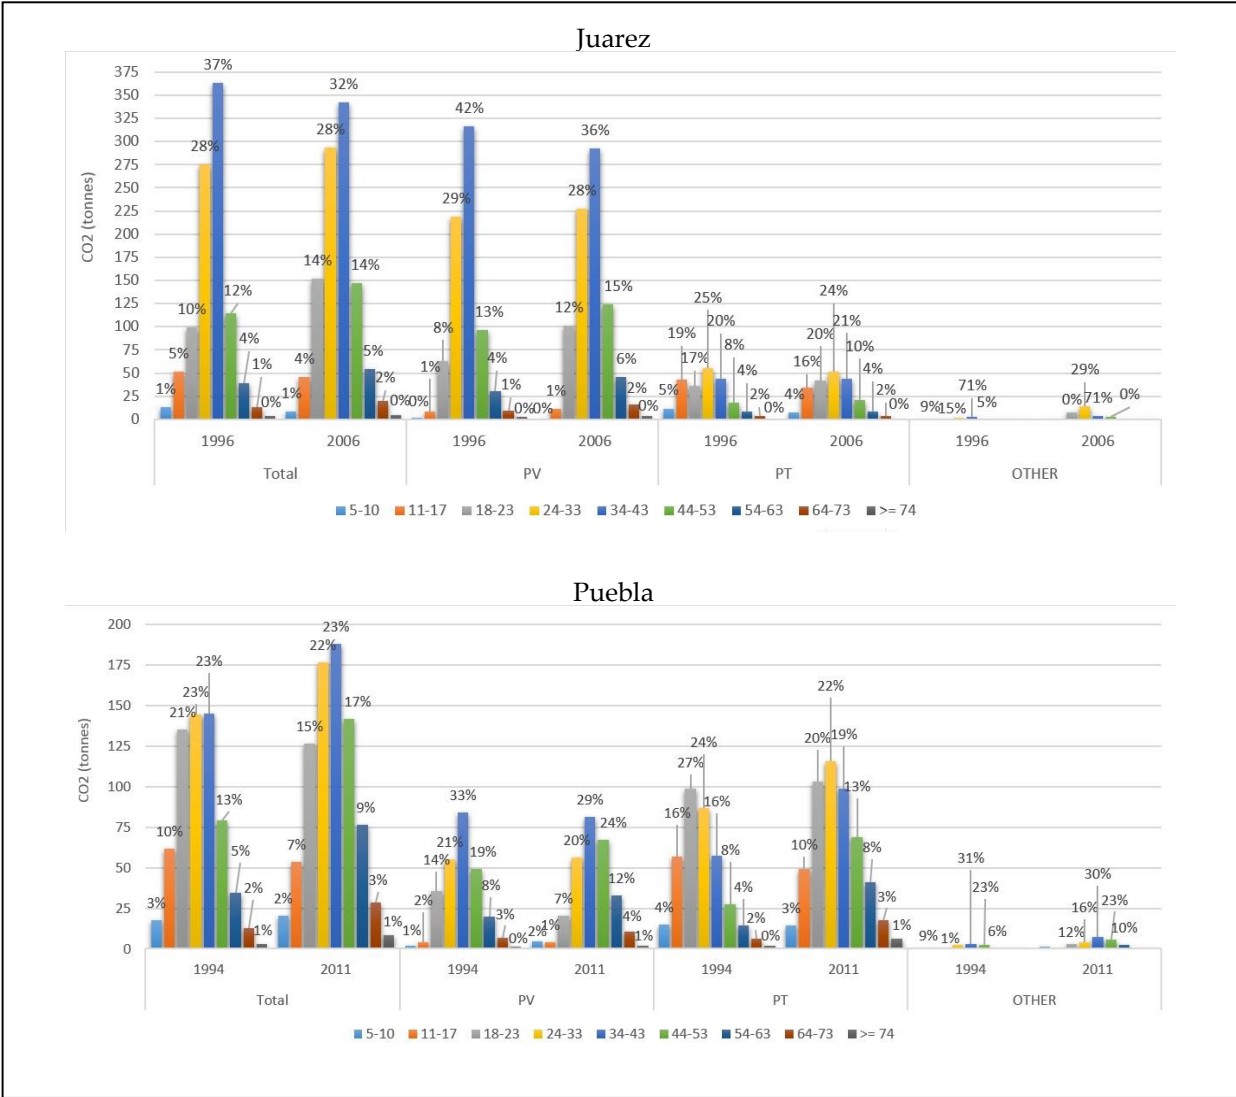 Juarez
CO2 (tonnes)
375
350
325
300
275
250
225
200
175
150
125
100
75
50
25
0
1% 5% 10% 28% 37% 12% 4% 1% 0%
1% 4% 14% 28% 32% 14% 5% 2% 0%
0% 1% 8% 29% 42% 13% 4% 1% 0%
0% 1% 12% 28% 36% 15% 6% 2% 0%
5% 19% 17% 25% 20% 8% 4% 2% 0%
4% 16% 20% 24% 21% 10% 4% 2% 0%
9% 15% 71% 5%
0% 29% 71% 0%
1996 2006 1996 2006 1996 2006 1996 2006
Total PV PT OTHER
5-10 11-17 18-23 24-33 34-43 44-53 54-63 64-73 >= 74
Puebla
CO2 (tonnes)
200
175
150
125
100
75
50
25
0
3% 10% 21% 23% 23% 13% 5% 2% 1%
2% 7% 15% 22% 23% 17% 9% 3% 1%
1% 2% 14% 21% 33% 19% 8% 3% 0%
2% 1% 7% 20% 29% 24% 12% 4% 1%
4% 16% 27% 24% 16% 8% 4% 2% 0%
3% 10% 20% 22% 19% 13% 8% 3% 1%
9% 1% 31% 23% 6%
12% 16% 30% 23% 10%
1994 2011 1994 2011 1994 2011 1994 2011
Total PV PT OTHER
5-10 11-17 18-23 24-33 34-43 44-53 54-63 64-73 >= 74